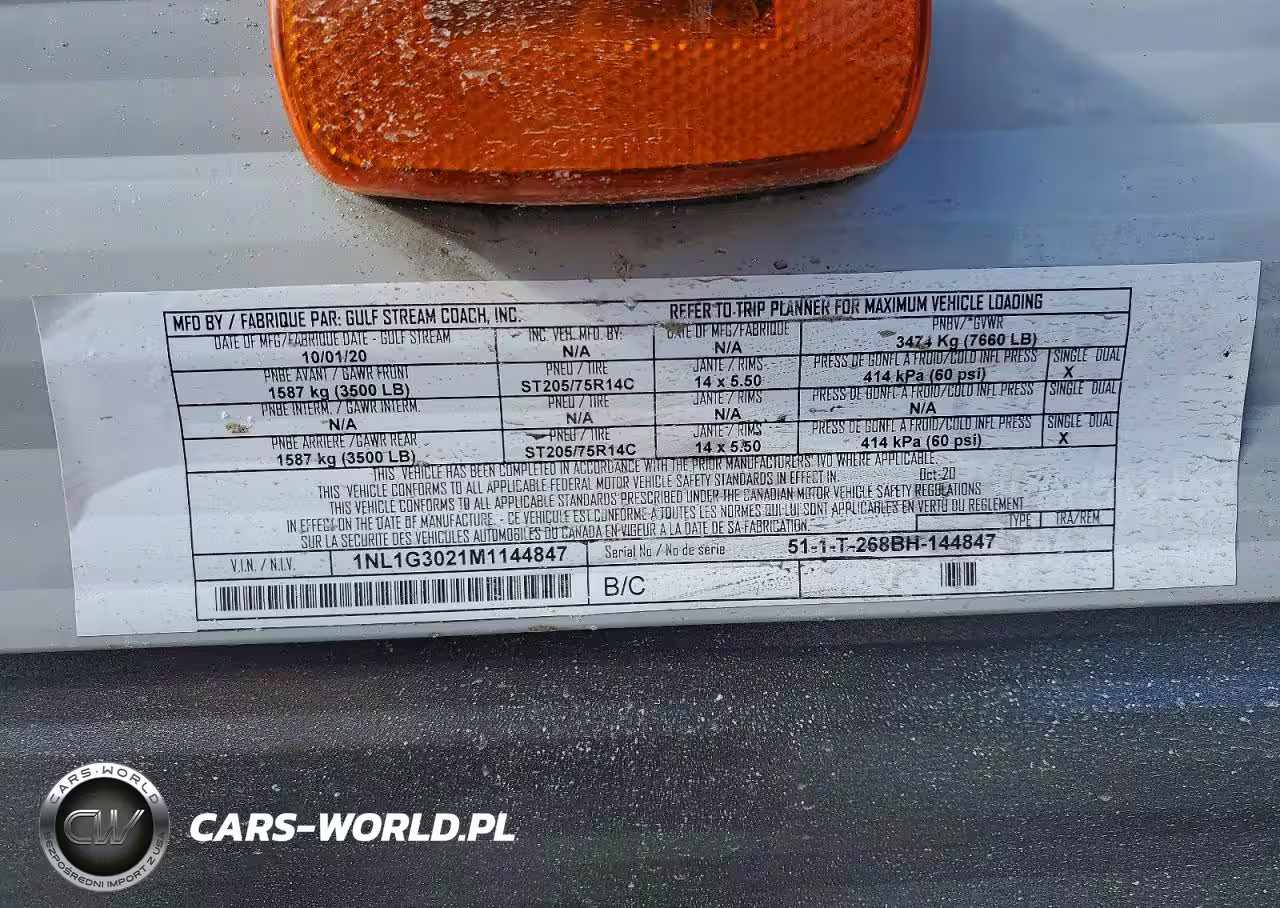 MFD BY / FABRIQUE PAR: GULF STREAM COACH, INC. REFER TO TRIP PLANNER FOR MAXIMUM VEHICLE LOADING
DATE OF MFG/FABRIQUE DATE - GULF STREAM INC. VEH. MFD. BY: DATE OF MFG/FABRIQUE PNBV/*GVWR
10/01/20 N/A N/A 3474 Kg (7660 LB)
PNBE AVANT / GAWR FRONT PNEU / TIRE JANTE / RIMS PRESS DE GONFL A FROID/COLD INFL PRESS SINGLE DUAL
1587 kg (3500 LB) ST205/75R14C 14 x 5.50 414 kPa (60 psi) X
PNBE INTERM. / GAWR INTERM. PNEU / TIRE JANTE / RIMS PRESS DE GONFL A FROID/COLD INFL PRESS SINGLE DUAL
N/A N/A N/A N/A
PNBE ARRIERE / GAWR REAR PNEU / TIRE JANTE / RIMS PRESS DE GONFL A FROID/COLD INFL PRESS SINGLE DUAL
1587 kg (3500 LB) ST205/75R14C 14 x 5.50 414 kPa (60 psi) X
THIS VEHICLE HAS BEEN COMPLETED IN ACCORDANCE WITH THE PRIOR MANUFACTURERS' IVD WHERE APPLICABLE.
THIS VEHICLE CONFORMS TO ALL APPLICABLE FEDERAL MOTOR VEHICLE SAFETY STANDARDS IN EFFECT IN. Oct-20
THIS VEHICLE CONFORMS TO ALL APPLICABLE STANDARDS PRESCRIBED UNDER THE CANADIAN MOTOR VEHICLE SAFETY REGULATIONS
IN EFFECT ON THE DATE OF MANUFACTURE. - CE VEHICULE EST CONFORME A TOUTES LES NORMES QUI LUI SONT APPLICABLES EN VERTU DU REGLEMENT
SUR LA SECURITE DES VEHICULES AUTOMOBILES DU CANADA EN VIGEUR A LA DATE DE SA FABRICATION. TYPE TRA/REM
V.I.N. / N.I.V. 1NL1G3021M1144847 Serial No / No de série 51-1-T-268BH-144847
B/C
CARS-WORLD
CW
BEZPOŚREDNI IMPORT Z USA
CARS-WORLD.PL